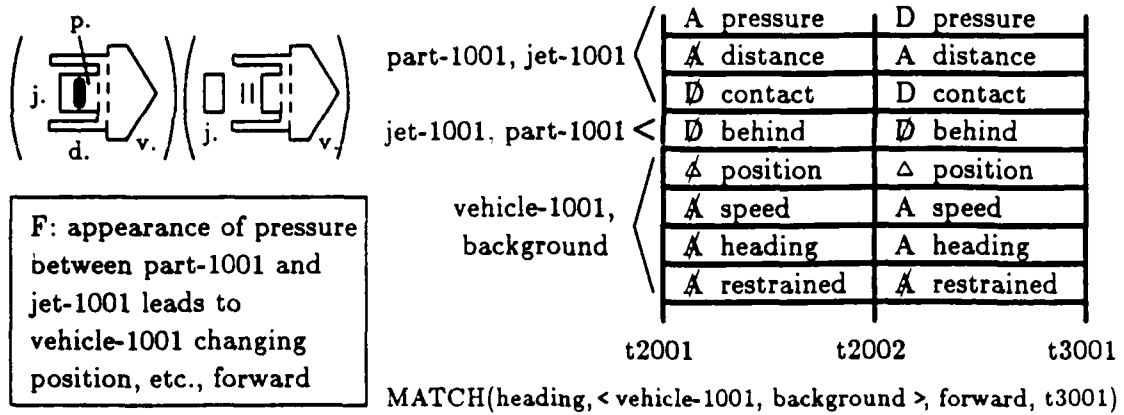 p.
j.
d.
v.
j.
v.
F: appearance of pressure
between part-1001 and
jet-1001 leads to
vehicle-1001 changing
position, etc., forward
part-1001, jet-1001
jet-1001, part-1001
vehicle-1001,
background
A pressure D pressure
A̸ distance A distance
D̸ contact D contact
D̸ behind D̸ behind
△̸ position △ position
A̸ speed A speed
A̸ heading A heading
A̸ restrained A̸ restrained
t2001 t2002 t3001
MATCH(heading, < vehicle-1001, background >, forward, t3001)